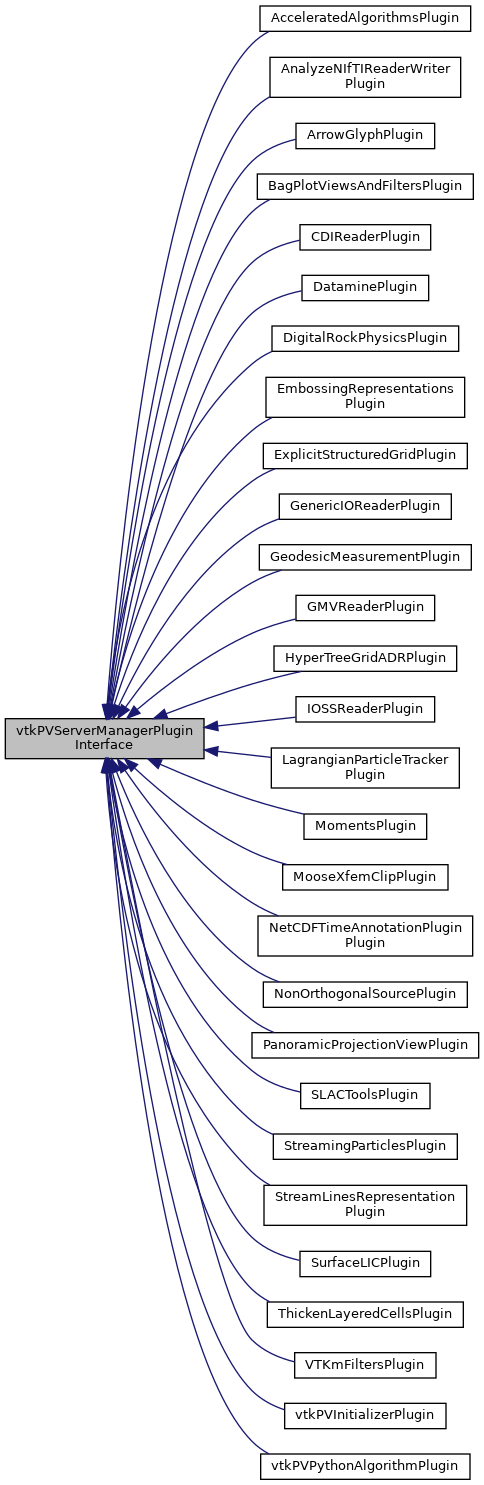 AcceleratedAlgorithmsPlugin
AnalyzeNIfTIReaderWriter
Plugin
ArrowGlyphPlugin
BagPlotViewsAndFiltersPlugin
CDIReaderPlugin
DataminePlugin
DigitalRockPhysicsPlugin
EmbossingRepresentations
Plugin
ExplicitStructuredGridPlugin
GenericIOReaderPlugin
GeodesicMeasurementPlugin
GMVReaderPlugin
HyperTreeGridADRPlugin
IOSSReaderPlugin
vtkPVServerManagerPlugin
Interface
LagrangianParticleTracker
Plugin
MomentsPlugin
MooseXfemClipPlugin
NetCDFTimeAnnotationPlugin
Plugin
NonOrthogonalSourcePlugin
PanoramicProjectionViewPlugin
SLACToolsPlugin
StreamingParticlesPlugin
StreamLinesRepresentation
Plugin
SurfaceLICPlugin
ThickenLayeredCellsPlugin
VTKmFiltersPlugin
vtkPVInitializerPlugin
vtkPVPythonAlgorithmPlugin